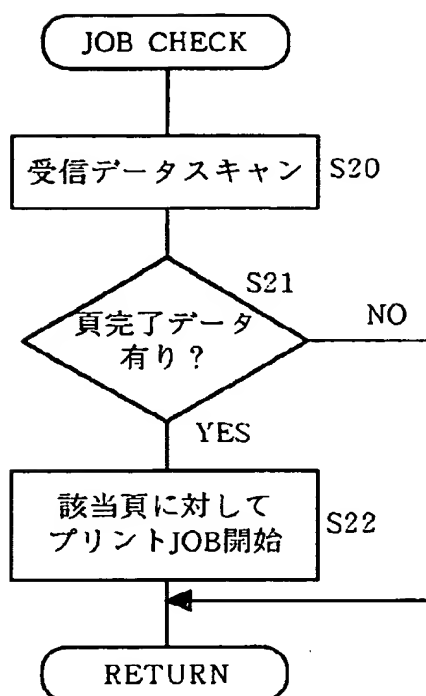 JOB CHECK
受信データスキャン
S20
S21
頁完了データ
有り?
NO
YES
該当頁に対して
プリントJOB開始
S22
RETURN